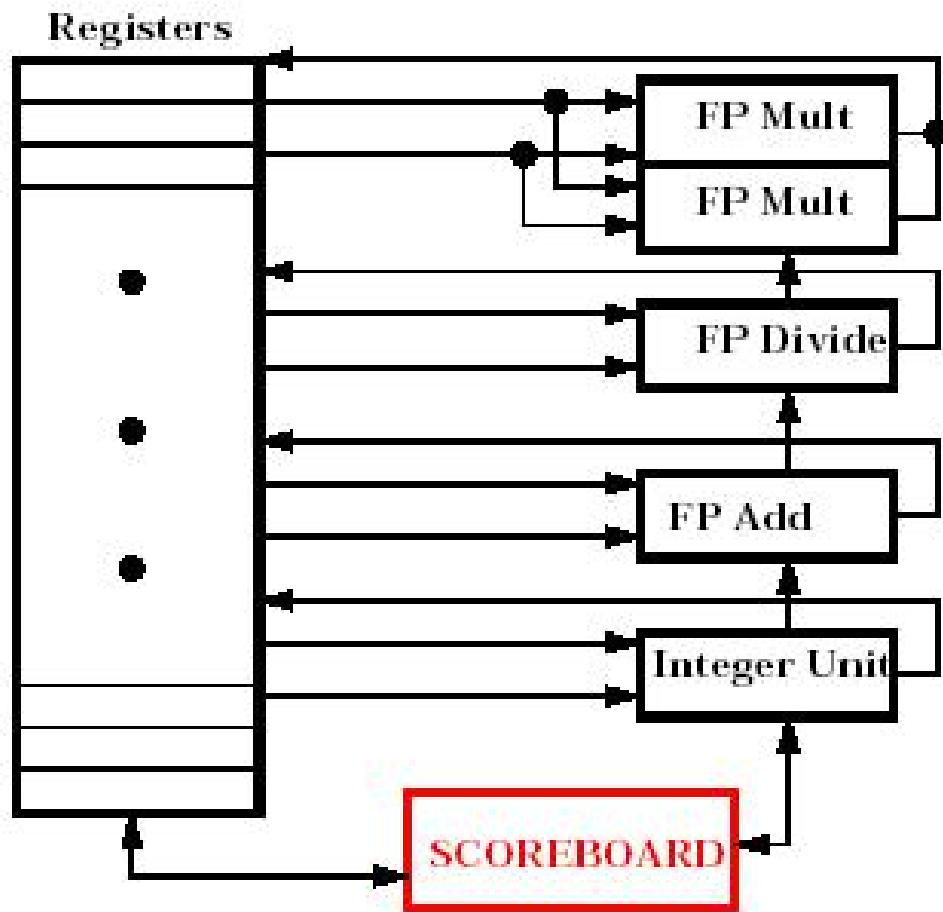 Registers
FP Mult
FP Mult
FP Divide
FP Add
Integer Unit
SCOREBOARD